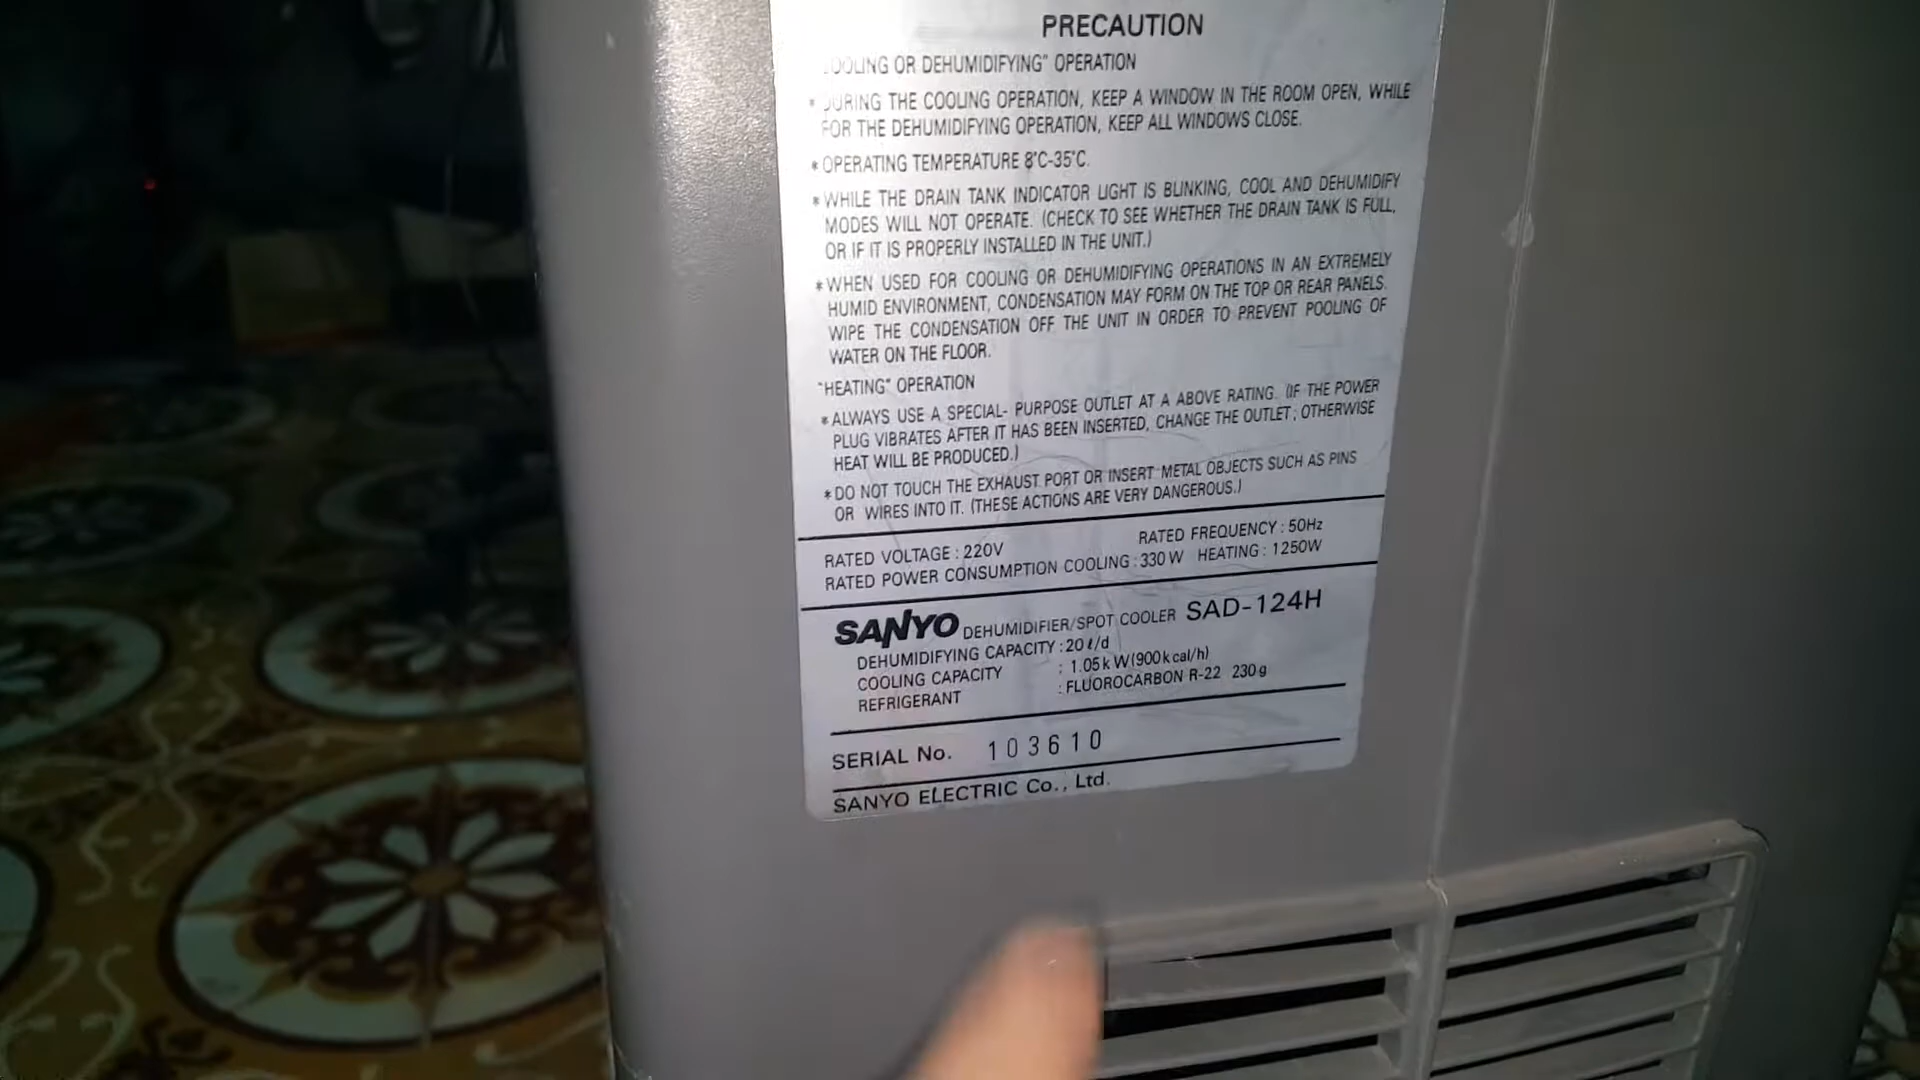 PRECAUTION
OOLING OR DEHUMIDIFYING" OPERATION
* DURING THE COOLING OPERATION, KEEP A WINDOW IN THE ROOM OPEN, WHILE
FOR THE DEHUMIDIFYING OPERATION, KEEP ALL WINDOWS CLOSE.
* OPERATING TEMPERATURE 8°C-35°C.
* WHILE THE DRAIN TANK INDICATOR LIGHT IS BLINKING, COOL AND DEHUMIDIFY
MODES WILL NOT OPERATE. (CHECK TO SEE WHETHER THE DRAIN TANK IS FULL,
OR IF IT IS PROPERLY INSTALLED IN THE UNIT.)
* WHEN USED FOR COOLING OR DEHUMIDIFYING OPERATIONS IN AN EXTREMELY
HUMID ENVIRONMENT, CONDENSATION MAY FORM ON THE TOP OR REAR PANELS.
WIPE THE CONDENSATION OFF THE UNIT IN ORDER TO PREVENT POOLING OF
WATER ON THE FLOOR.
"HEATING" OPERATION
* ALWAYS USE A SPECIAL- PURPOSE OUTLET AT A ABOVE RATING. (IF THE POWER
PLUG VIBRATES AFTER IT HAS BEEN INSERTED, CHANGE THE OUTLET; OTHERWISE
HEAT WILL BE PRODUCED.)
* DO NOT TOUCH THE EXHAUST PORT OR INSERT METAL OBJECTS SUCH AS PINS
OR WIRES INTO IT. (THESE ACTIONS ARE VERY DANGEROUS.)
RATED VOLTAGE : 220V RATED FREQUENCY : 50Hz
RATED POWER CONSUMPTION COOLING : 330 W HEATING : 1250W
SANYO DEHUMIDIFIER/SPOT COOLER SAD-124H
DEHUMIDIFYING CAPACITY : 20 ℓ/d
COOLING CAPACITY : 1.05 k W (900 k cal/h)
REFRIGERANT : FLUOROCARBON R-22 230 g
SERIAL No. 103610
SANYO ELECTRIC Co., Ltd.